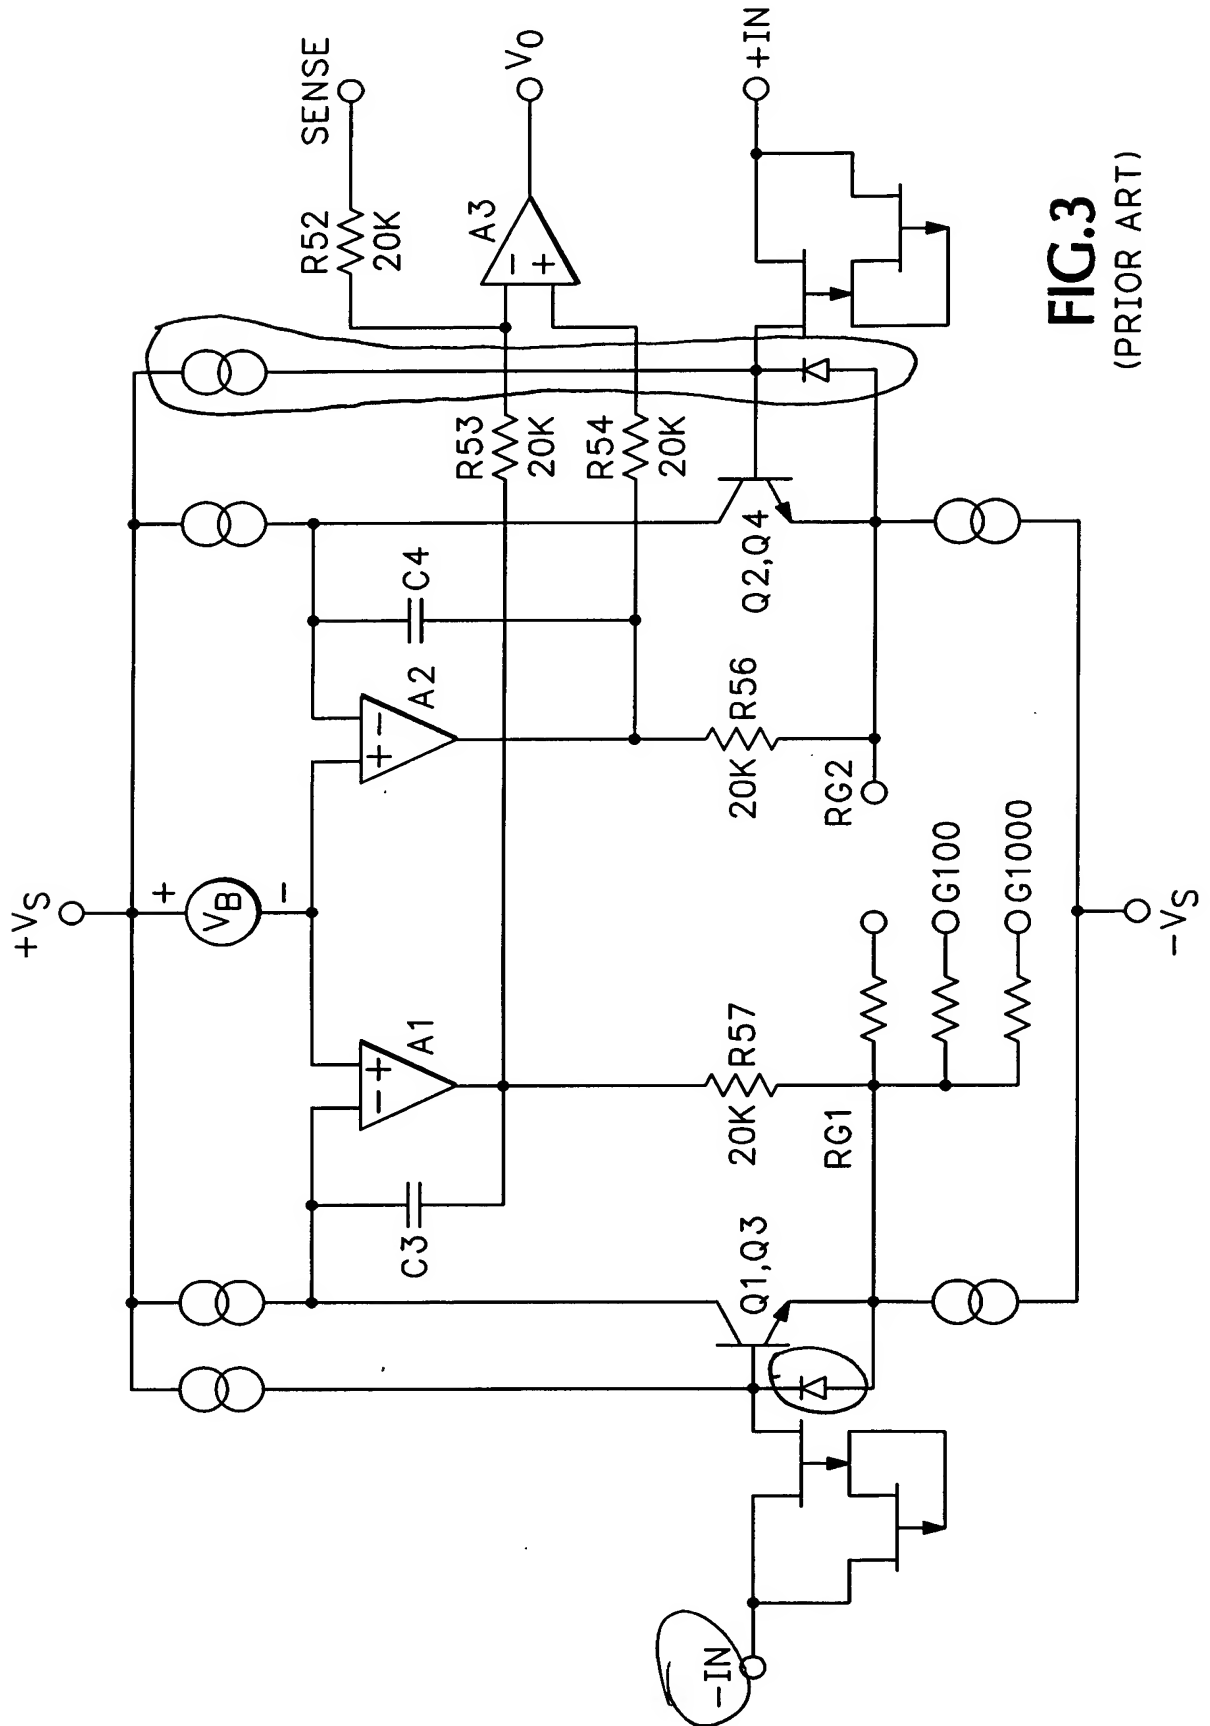 +VS
+
VB
-
SENSE
R52
20K
A3
VO
-
+
R53
20K
R54
20K
C4
A2
+ -
A1
- +
C3
Q1,Q3
Q2,Q4
20K
R57
20K
R56
RG1
RG2
G100
G1000
-IN
+IN
-VS
FIG.3
(PRIOR ART)